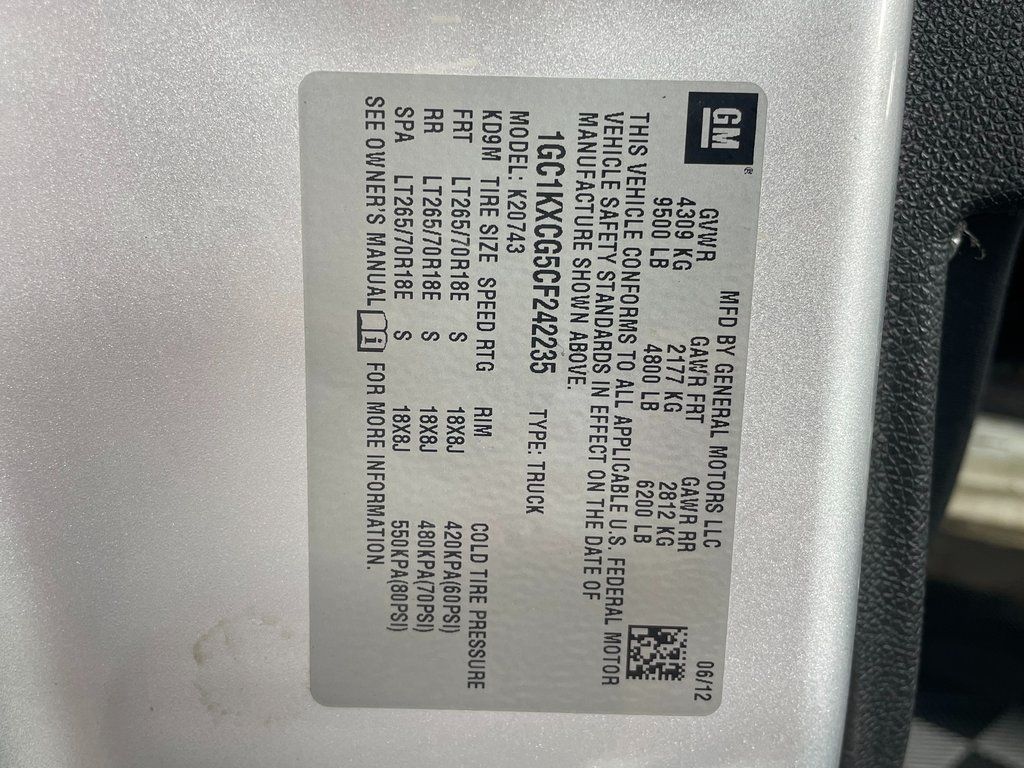 GM®
MFD BY GENERAL MOTORS LLC 06/12
GVWR GAWR FRT GAWR RR
4309 KG 2177 KG 2812 KG
9500 LB 4800 LB 6200 LB
THIS VEHICLE CONFORMS TO ALL APPLICABLE U.S. FEDERAL MOTOR
VEHICLE SAFETY STANDARDS IN EFFECT ON THE DATE OF
MANUFACTURE SHOWN ABOVE.
1GC1KXCG5CF242235 TYPE: TRUCK
MODEL: K20743
KD9M TIRE SIZE SPEED RTG RIM COLD TIRE PRESSURE
FRT LT265/70R18E S 18X8J 420KPA(60PSI)
RR LT265/70R18E S 18X8J 480KPA(70PSI)
SPA LT265/70R18E S 18X8J 550KPA(80PSI)
SEE OWNER'S MANUAL i FOR MORE INFORMATION.